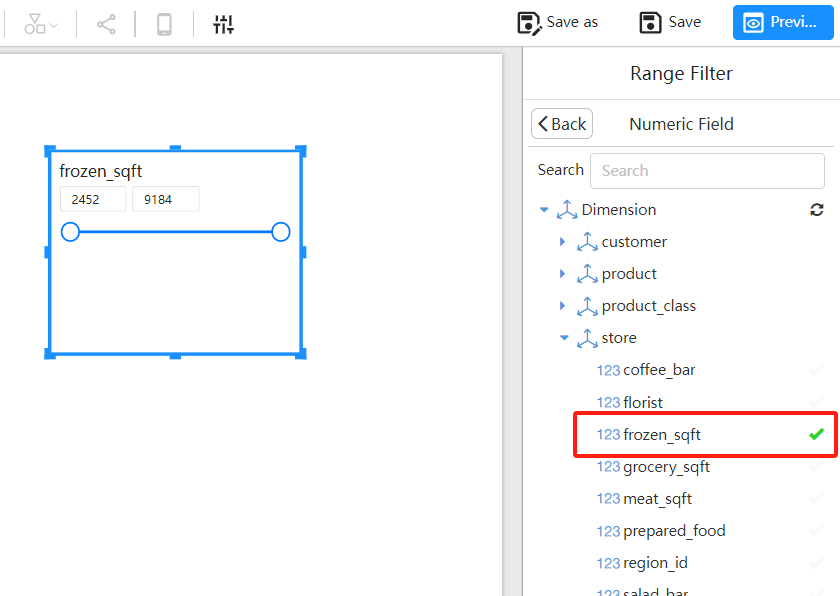 Save as
Save
Previ...
Range Filter
Back
Numeric Field
Search
Search
Dimension
customer
product
product_class
store
123 coffee_bar
123 florist
123 frozen_sqft
123 grocery_sqft
123 meat_sqft
123 prepared_food
123 region_id
123 salad_bar
frozen_sqft
2452
9184